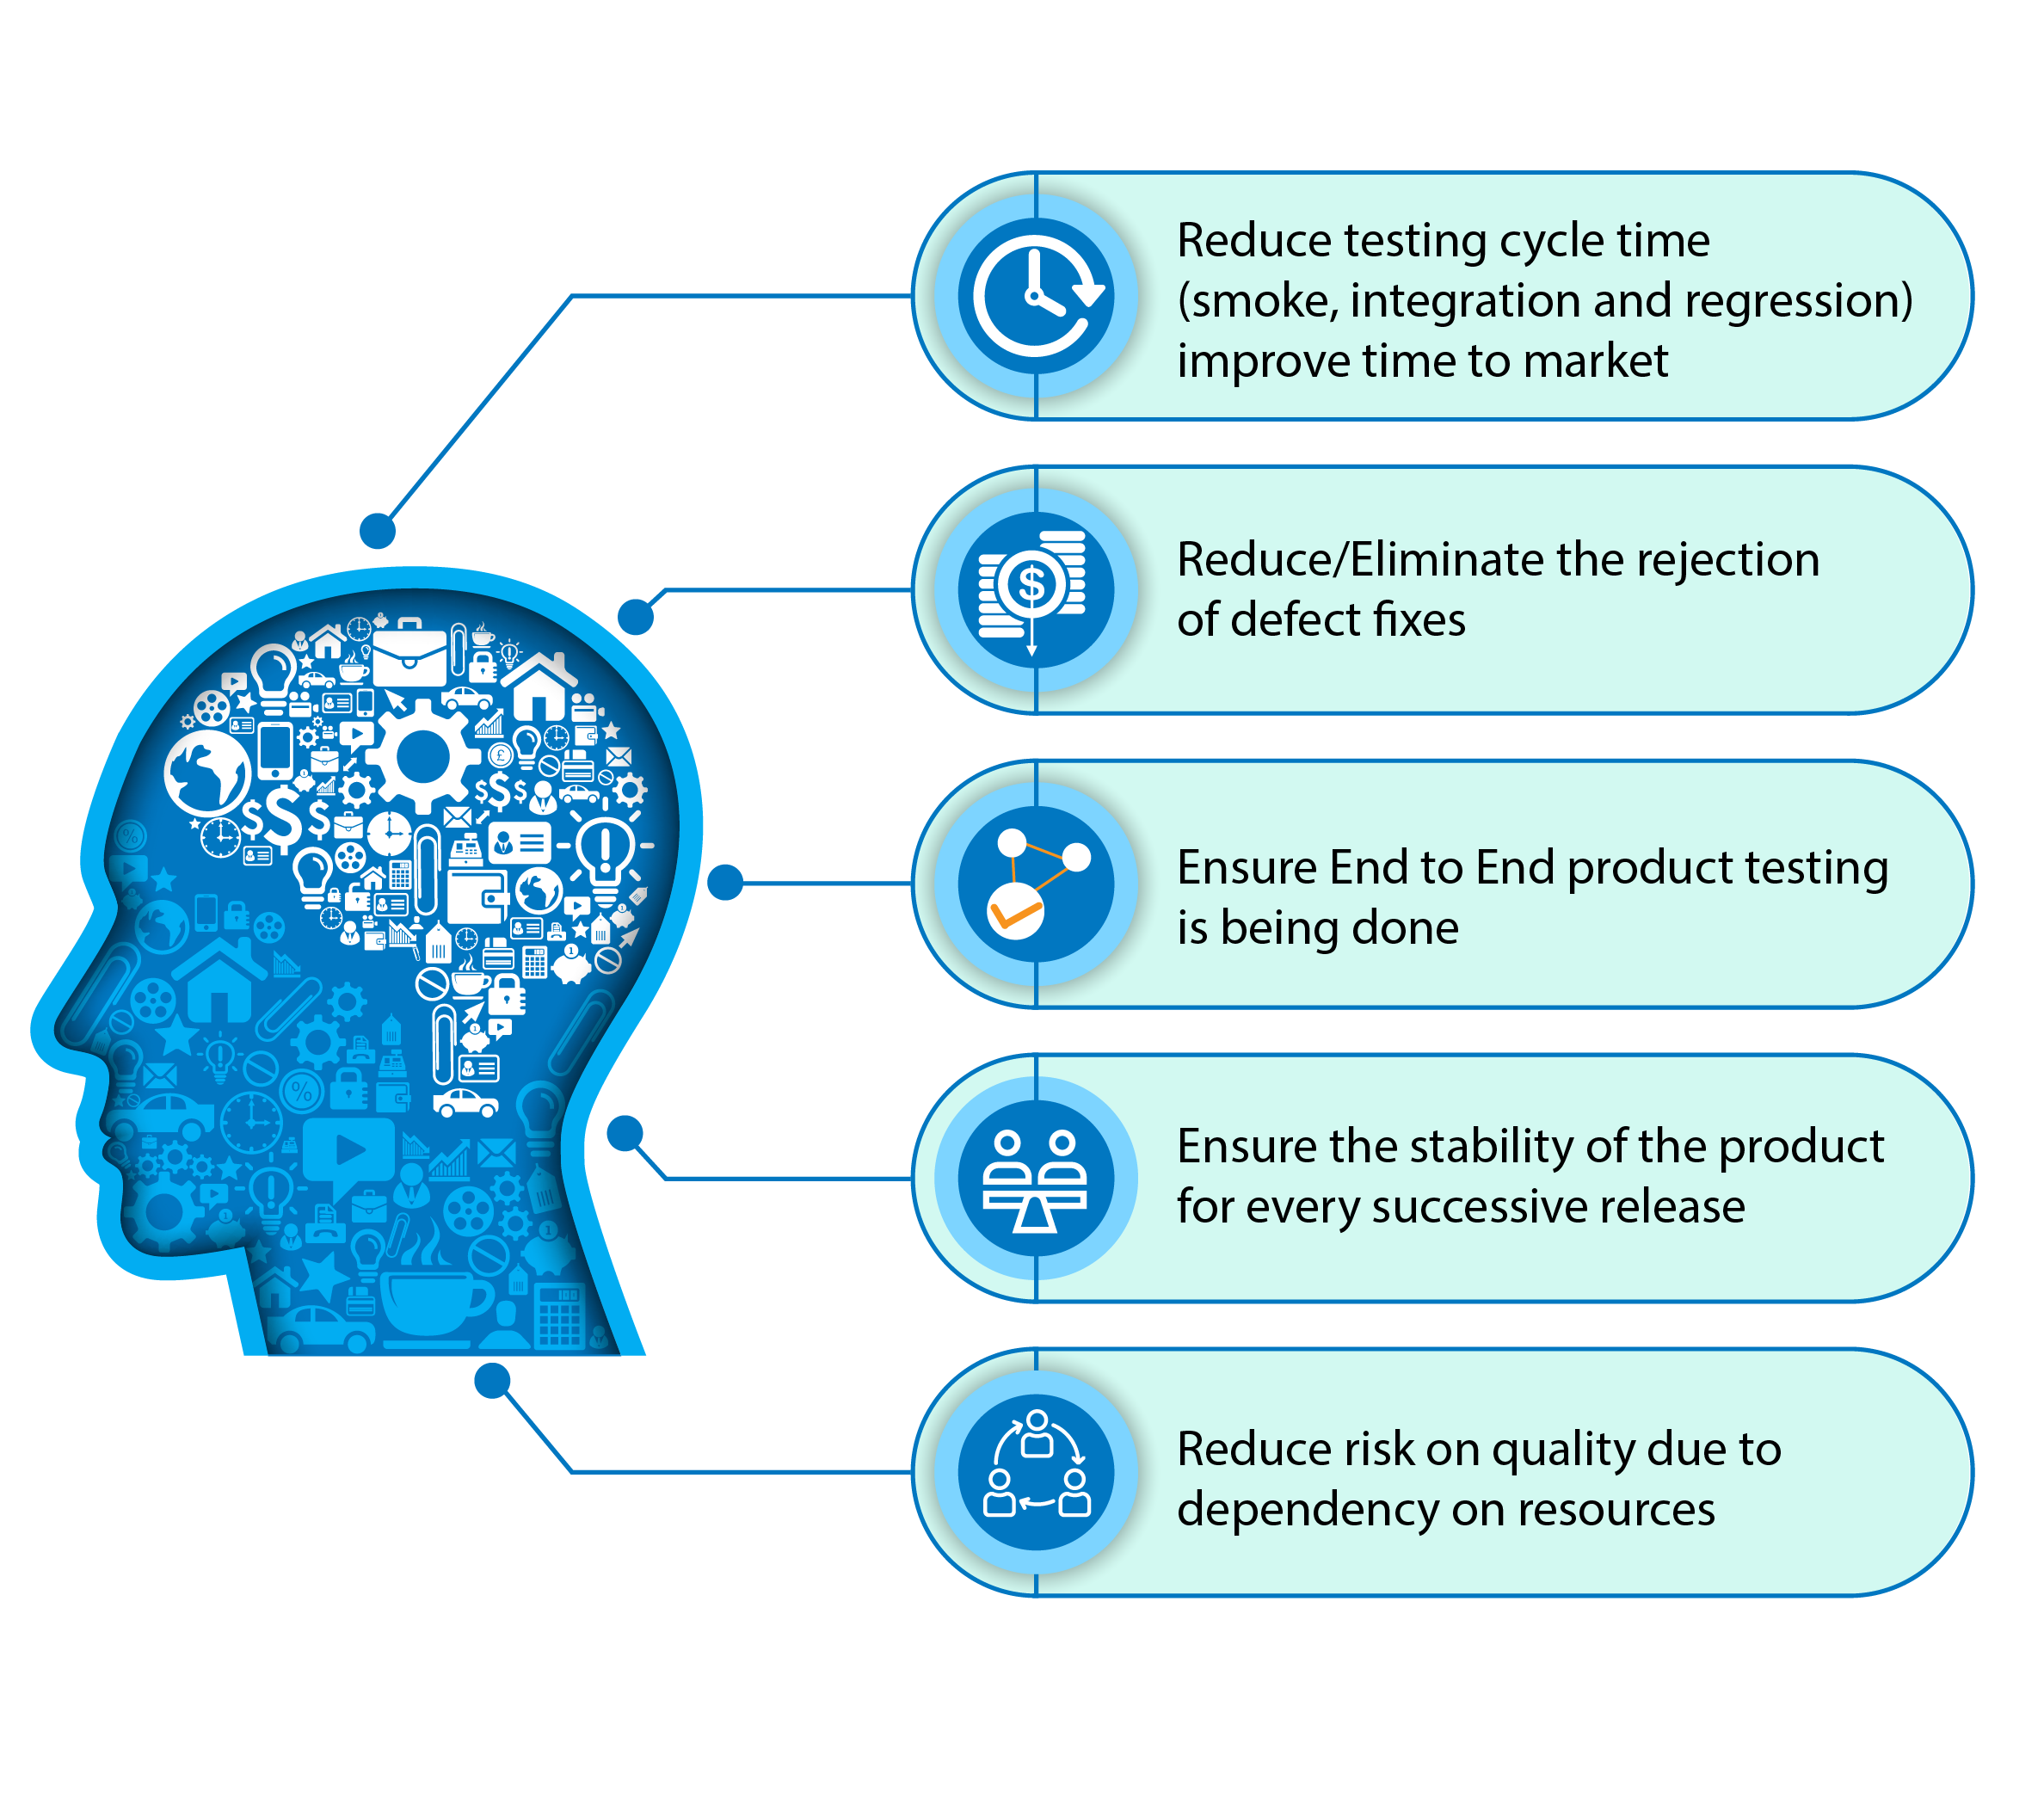 Reduce testing cycle time
(smoke, integration and regression)
improve time to market
Reduce/Eliminate the rejection
of defect fixes
Ensure End to End product testing
is being done
Ensure the stability of the product
for every successive release
Reduce risk on quality due to
dependency on resources